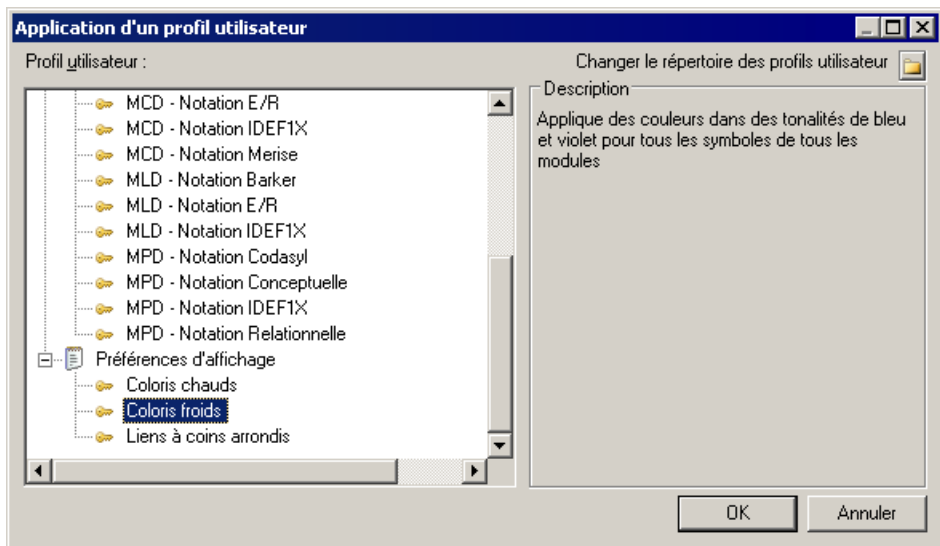 Application d'un profil utilisateur
Profil utilisateur :
Changer le répertoire des profils utilisateur
MCD - Notation E/R
MCD - Notation IDEF1X
MCD - Notation Merise
MLD - Notation Barker
MLD - Notation E/R
MLD - Notation IDEF1X
MPD - Notation Codasyl
MPD - Notation Conceptuelle
MPD - Notation IDEF1X
MPD - Notation Relationnelle
Préférences d'affichage
Coloris chauds
Coloris froids
Liens à coins arrondis
Description
Applique des couleurs dans des tonalités de bleu
et violet pour tous les symboles de tous les
modules
OK
Annuler